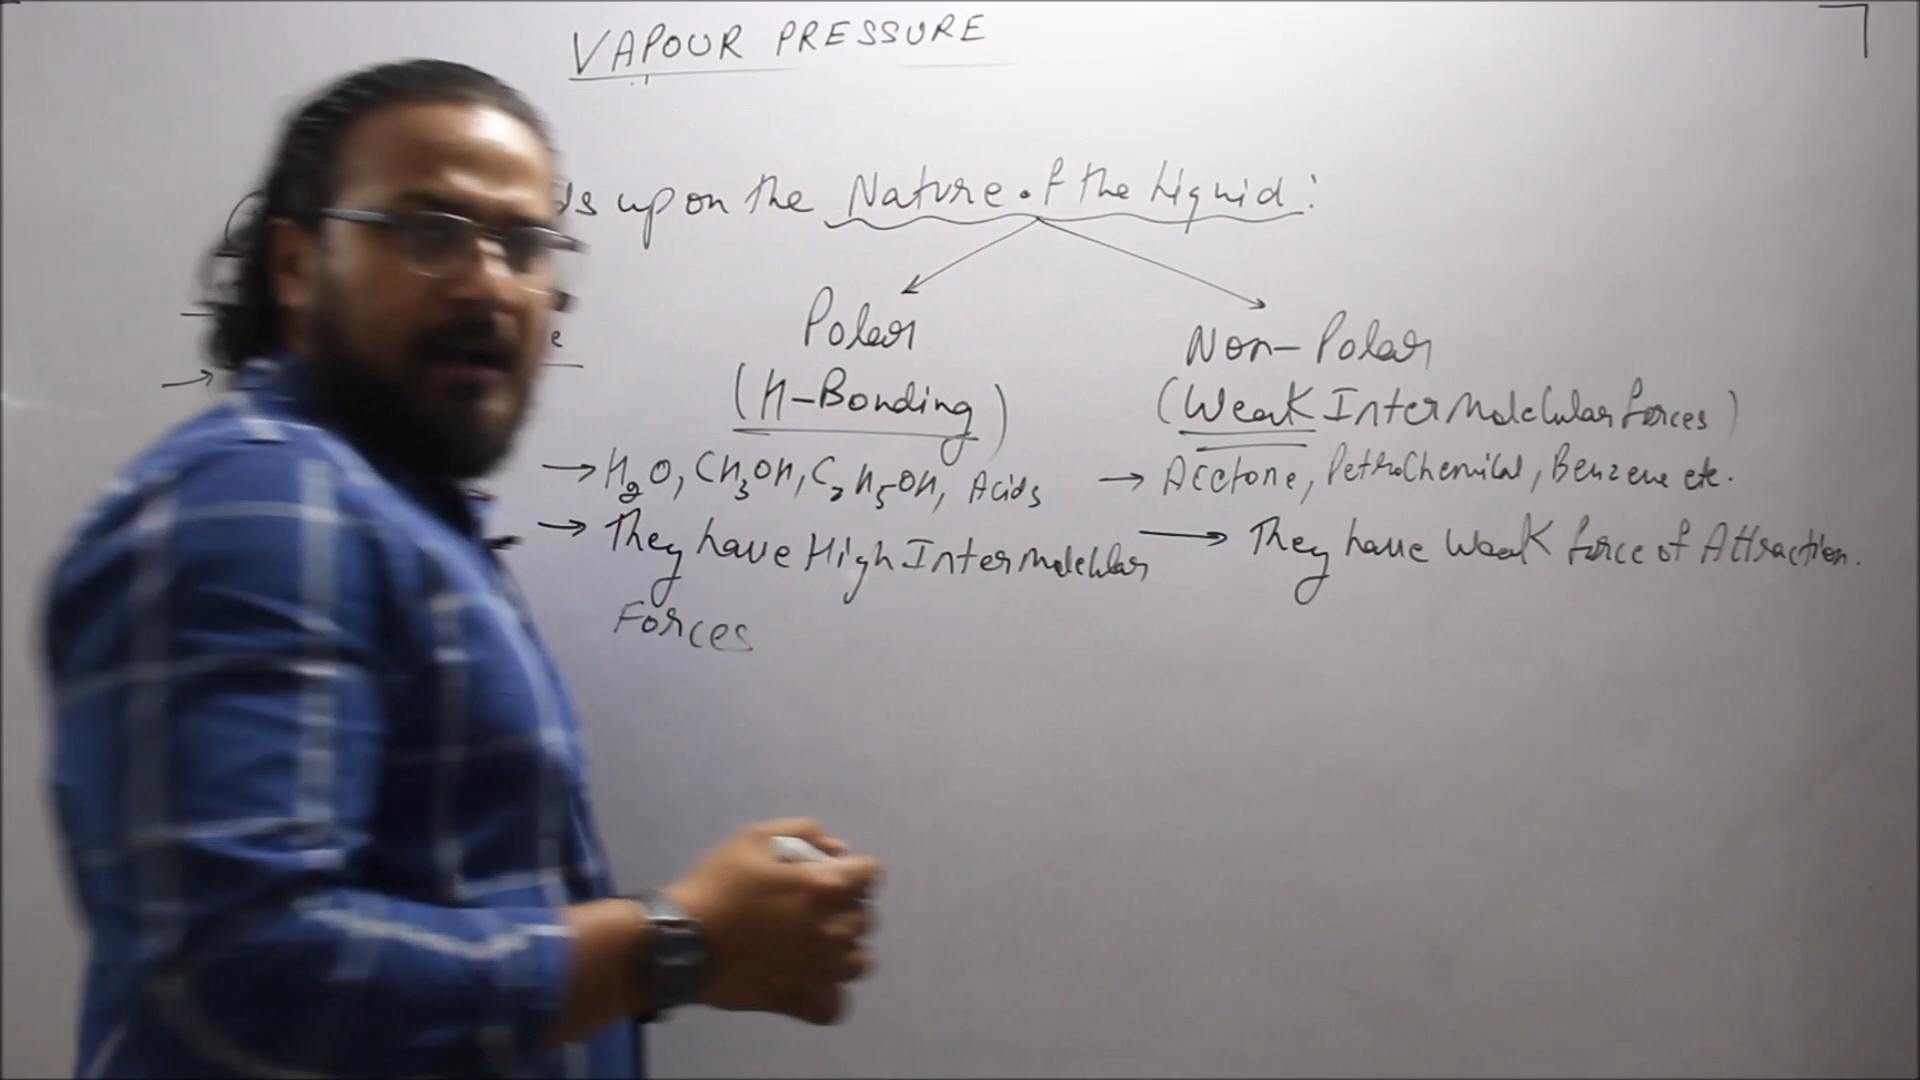 VAPOUR PRESSURE
ds upon the Nature of the liquid :
e
Polar
Non-Polar
(H-Bonding)
(Weak Intermolecular forces)
→ H2O, CH3OH, C2H5OH, Acids
→ Acetone, Petrochemical, Benzene etc.
→ They have High Intermolecular
Forces
→ They have Weak force of Attraction.